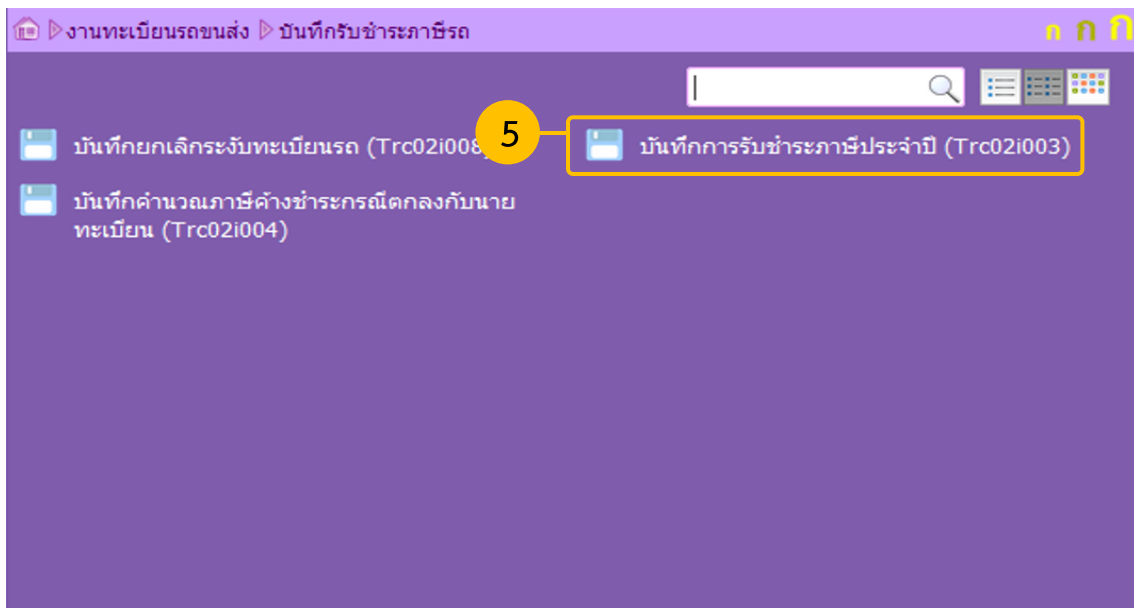 งานทะเบียนรถขนส่ง บันทึกรับชำระภาษีรถ
ก ก ก
บันทึกยกเลิกระงับทะเบียนรถ (Trc02i008)
5
บันทึกการรับชำระภาษีประจำปี (Trc02i003)
บันทึกคำนวณภาษีค้างชำระกรณีตกลงกับนาย
ทะเบียน (Trc02i004)